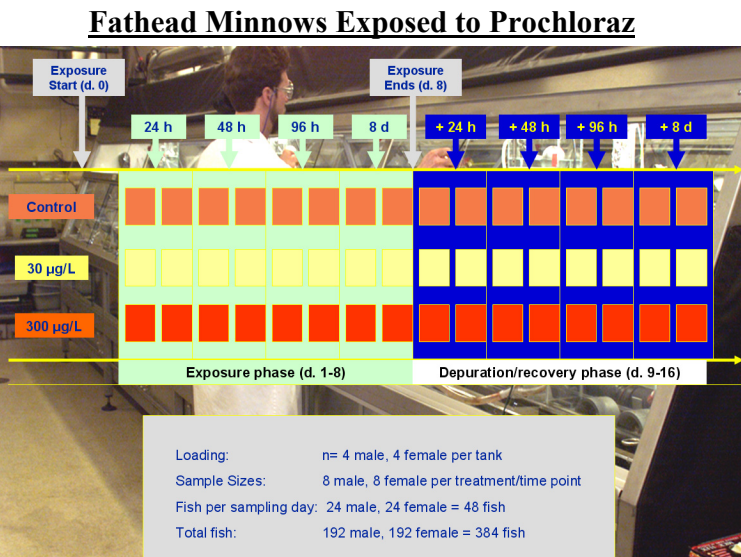 Fathead Minnows Exposed to Prochloraz
Exposure
Start (d. 0)
Exposure
Ends (d. 8)
24 h
48 h
96 h
8 d
+ 24 h
+ 48 h
+ 96 h
+ 8 d
Control
30 µg/L
300 µg/L
Exposure phase (d. 1-8)
Depuration/recovery phase (d. 9-16)
Loading: n= 4 male, 4 female per tank
Sample Sizes: 8 male, 8 female per treatment/time point
Fish per sampling day: 24 male, 24 female = 48 fish
Total fish: 192 male, 192 female = 384 fish